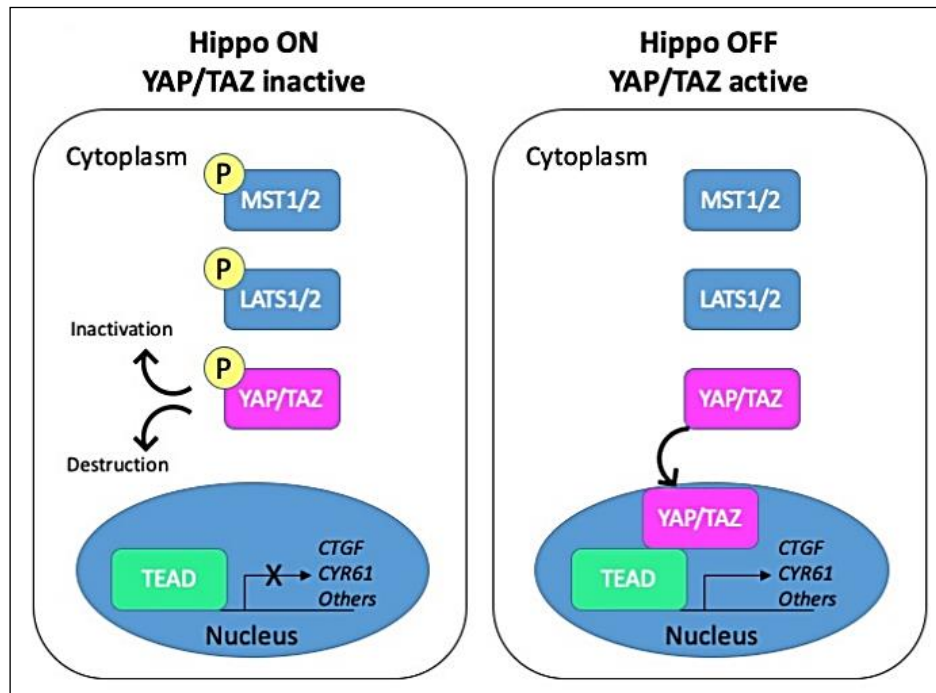 Hippo ON
YAP/TAZ inactive
Cytoplasm
P
MST1/2
P
LATS1/2
Inactivation
P
YAP/TAZ
Destruction
TEAD
X
CTGF
CYR61
Others
Nucleus
Hippo OFF
YAP/TAZ active
Cytoplasm
MST1/2
LATS1/2
YAP/TAZ
YAP/TAZ
TEAD
CTGF
CYR61
Others
Nucleus